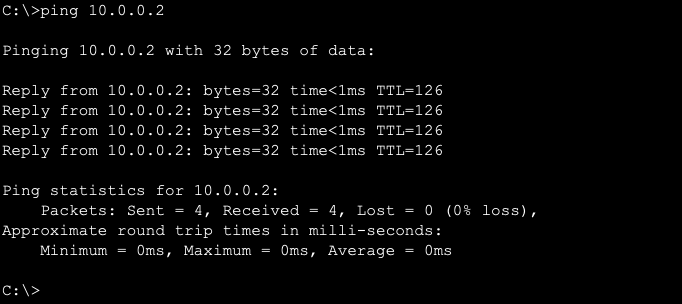 C:\>ping 10.0.0.2
Pinging 10.0.0.2 with 32 bytes of data:
Reply from 10.0.0.2: bytes=32 time<1ms TTL=126
Reply from 10.0.0.2: bytes=32 time<1ms TTL=126
Reply from 10.0.0.2: bytes=32 time<1ms TTL=126
Reply from 10.0.0.2: bytes=32 time<1ms TTL=126
Ping statistics for 10.0.0.2:
    Packets: Sent = 4, Received = 4, Lost = 0 (0% loss),
Approximate round trip times in milli-seconds:
    Minimum = 0ms, Maximum = 0ms, Average = 0ms
C:\>